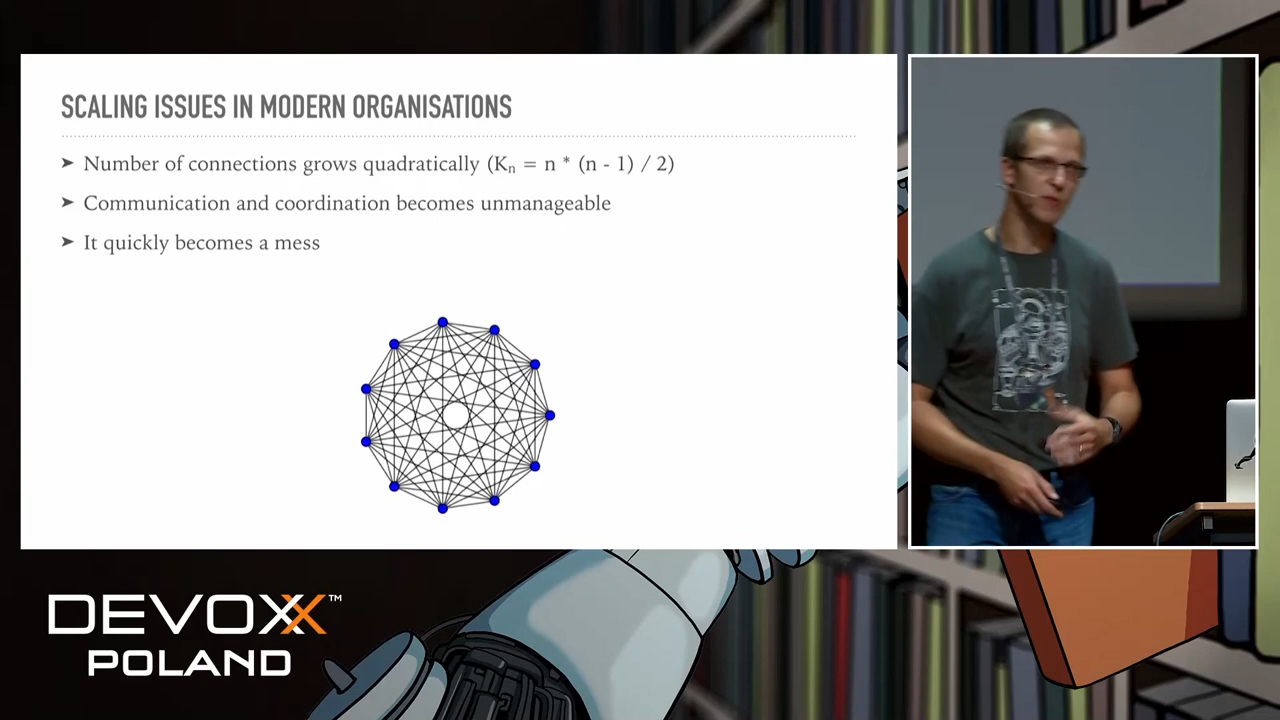 SCALING ISSUES IN MODERN ORGANISATIONS
➤ Number of connections grows quadratically (Kₙ = n * (n - 1) / 2)
➤ Communication and coordination becomes unmanageable
➤ It quickly becomes a mess
DEVOXX™
POLAND